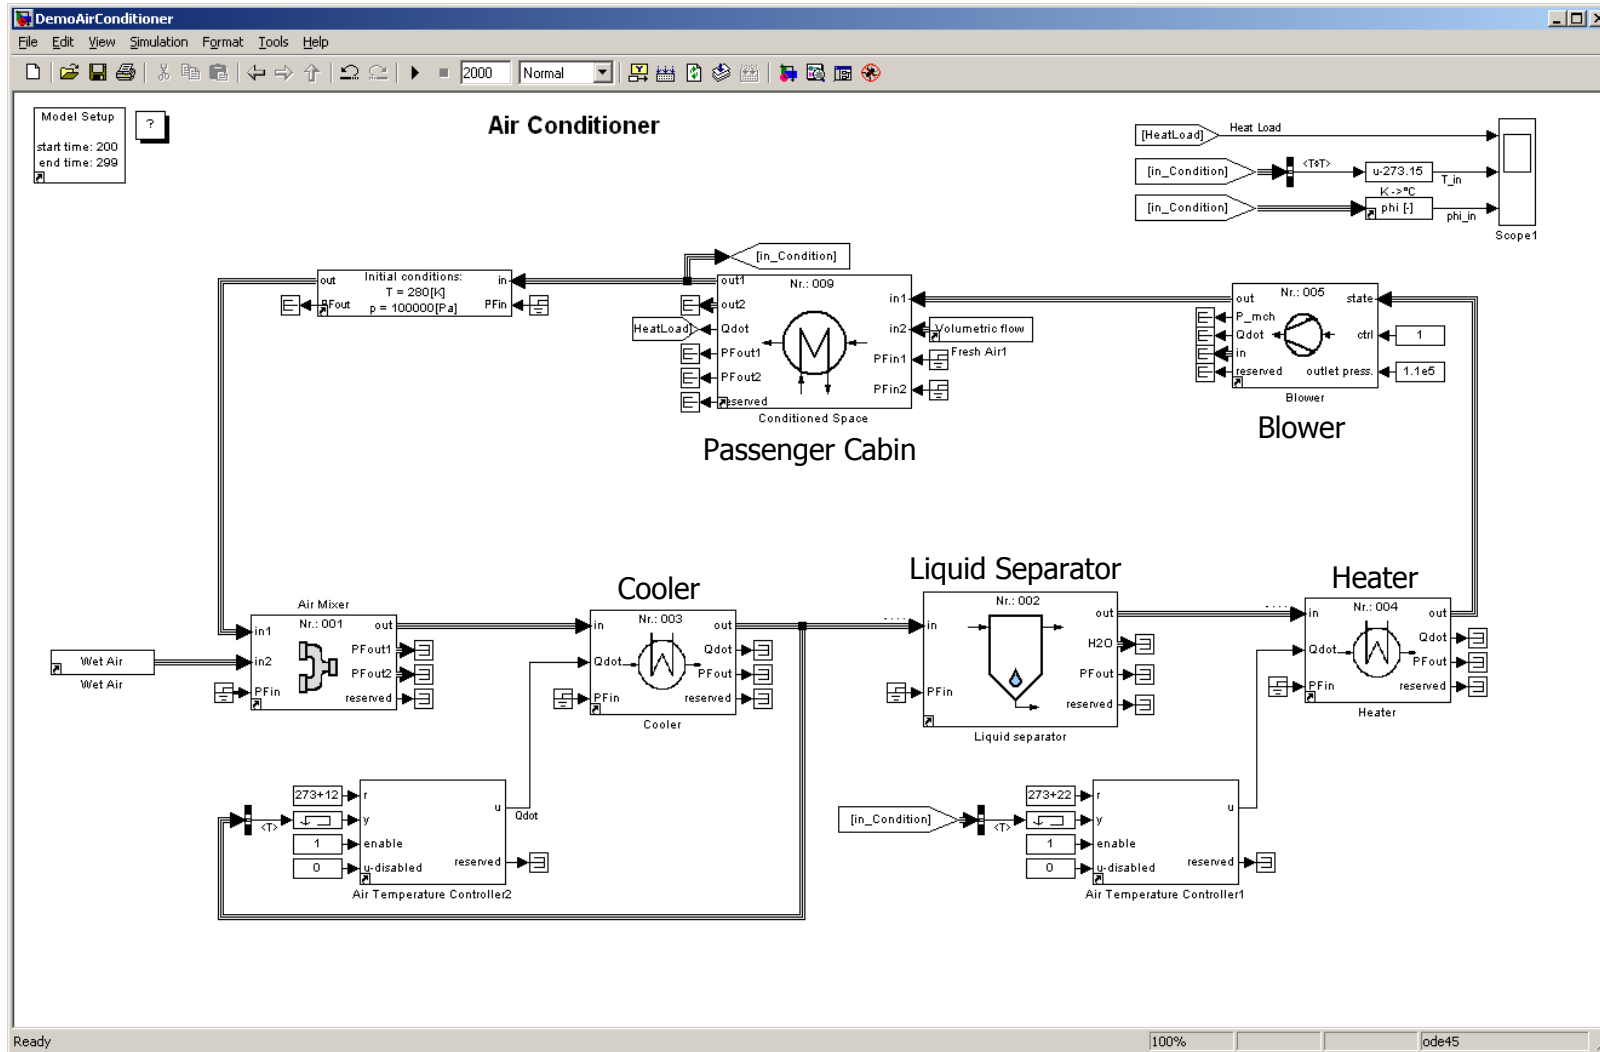 DemoAirConditioner
File Edit View Simulation Format Tools Help
2000 Normal
Model Setup
start time: 200
end time: 299
?
Air Conditioner
[HeatLoad] Heat Load
[in_Condition] <T*T> u-273.15 T_in
K->°C
[in_Condition] phi [-] phi_in
Scope1
[in_Condition]
out Initial conditions: in
T = 280[K]
PFout p = 100000[Pa] PFin
out1 Nr.: 009
out2 in1
HeatLoad] Qdot in2 Volumetric flow
PFout1 PFin1 Fresh Air1
PFout2 PFin2
reserved
Conditioned Space
Passenger Cabin
out Nr.: 005 state
P_mch
Qdot ctrl 1
in
reserved outlet press. 1.1e5
Blower
Blower
Air Mixer
Nr.: 001 out
in1 PFout1
in2 PFout2
PFin reserved
Wet Air
Wet Air
Cooler
Nr.: 003
in out
Qdot Qdot
PFout
PFin reserved
Cooler
Liquid Separator
Nr.: 002
in out
H2O
PFout
PFin reserved
Liquid separator
Heater
Nr.: 004
in out
Qdot
Qdot PFout
PFin reserved
Heater
273+12 r u
<T> y Qdot
1 enable
0 u-disabled reserved
Air Temperature Controller2
[in_Condition]
273+22 r u
<T> y
1 enable
0 u-disabled reserved
Air Temperature Controller1
Ready 100% ode45